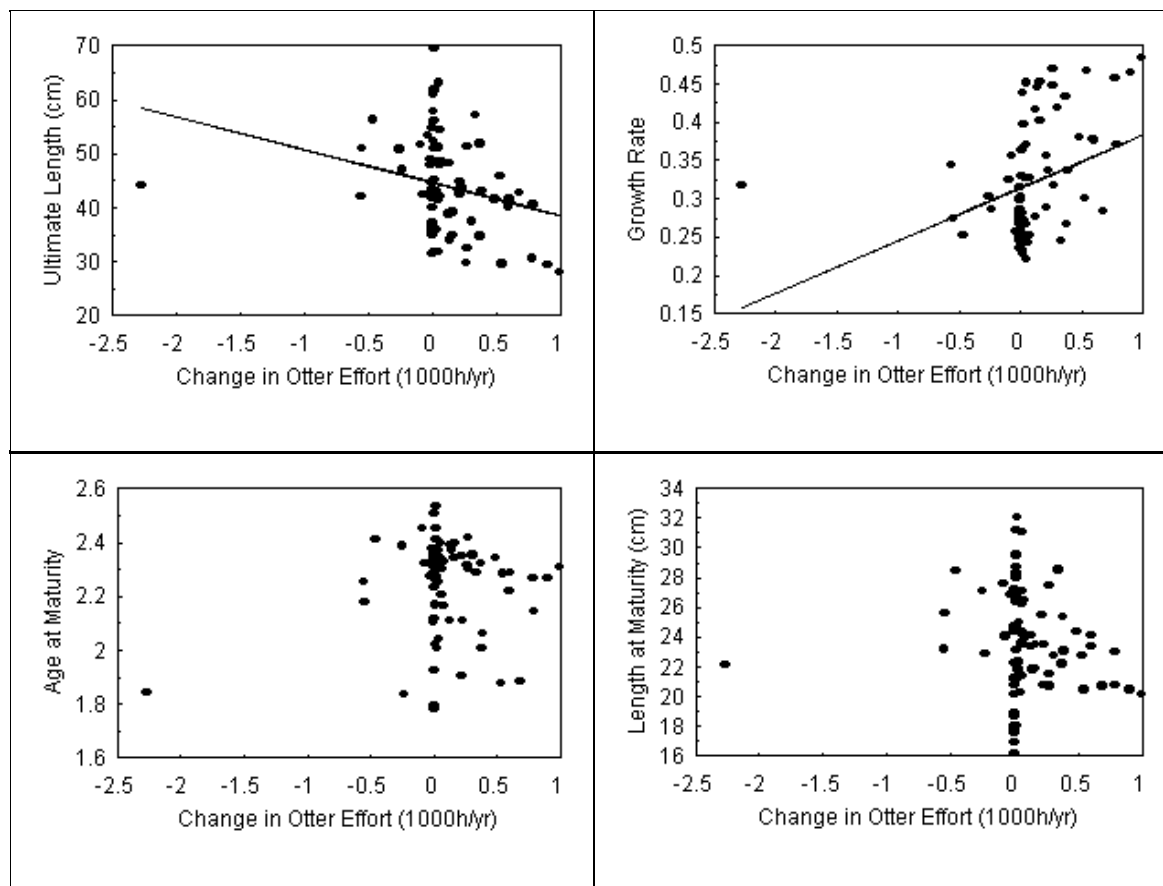 Ultimate Length (cm)
70
60
50
40
30
20
-2.5 -2 -1.5 -1 -0.5 0 0.5 1
Change in Otter Effort (1000h/yr)
Growth Rate
0.5
0.45
0.4
0.35
0.3
0.25
0.2
0.15
-2.5 -2 -1.5 -1 -0.5 0 0.5 1
Change in Otter Effort (1000h/yr)
Age at Maturity
2.6
2.4
2.2
2
1.8
1.6
-2.5 -2 -1.5 -1 -0.5 0 0.5 1
Change in Otter Effort (1000h/yr)
Length at Maturity (cm)
34
32
30
28
26
24
22
20
18
16
-2.5 -2 -1.5 -1 -0.5 0 0.5 1
Change in Otter Effort (1000h/yr)